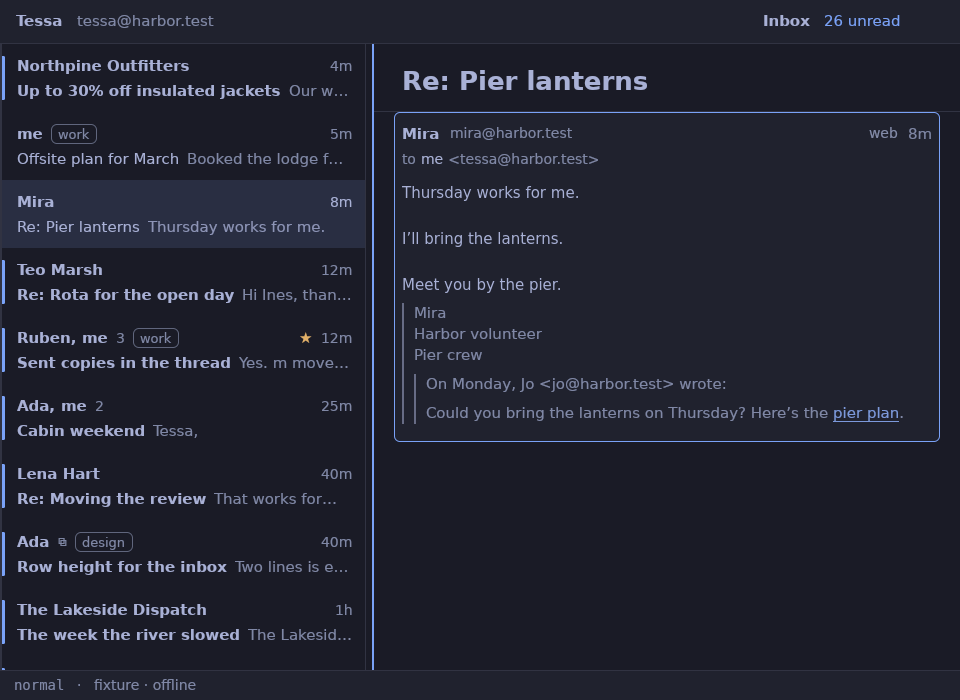 Tessa tessa@harbor.test
Inbox 26 unread
Northpine Outfitters 4m
Up to 30% off insulated jackets Our w…
me work 5m
Offsite plan for March Booked the lodge f…
Mira 8m
Re: Pier lanterns Thursday works for me.
Teo Marsh 12m
Re: Rota for the open day Hi Ines, than…
Ruben, me 3 work ★ 12m
Sent copies in the thread Yes. m move…
Ada, me 2 25m
Cabin weekend Tessa,
Lena Hart 40m
Re: Moving the review That works for…
Ada design 40m
Row height for the inbox Two lines is e…
The Lakeside Dispatch 1h
The week the river slowed The Lakesid…
Re: Pier lanterns
Mira mira@harbor.test web 8m
to me <tessa@harbor.test>
Thursday works for me.
I’ll bring the lanterns.
Meet you by the pier.
Mira
Harbor volunteer
Pier crew
On Monday, Jo <jo@harbor.test> wrote:
Could you bring the lanterns on Thursday? Here’s the pier plan.
normal · fixture · offline